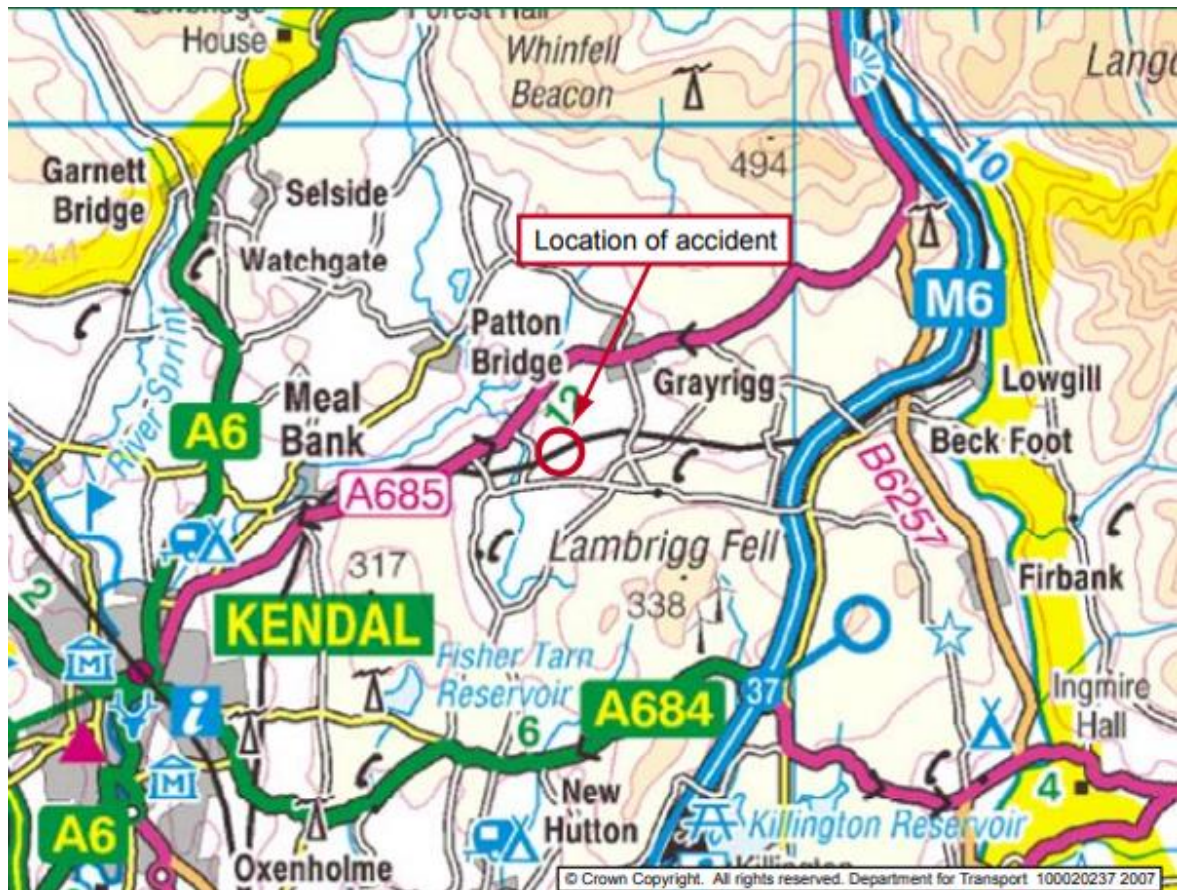 Forest Hall
House
Whinfell
Beacon
10
Garnett
Bridge
Selside
494
244
Location of accident
Watchgate
M6
River Sprint
Patton
Bridge
Grayrigg
Lowgill
12
Meal
Bank
A6
Beck Foot
A685
B6257
Lambrigg Fell
317
Firbank
2
338
KENDAL
Fisher Tarn
Reservoir
37
Ingmire
Hall
i
A684
6
4
M
M
New
Hutton
A6
Killington Reservoir
Oxenholme
Killington
© Crown Copyright. All rights reserved. Department for Transport 100020237 2007